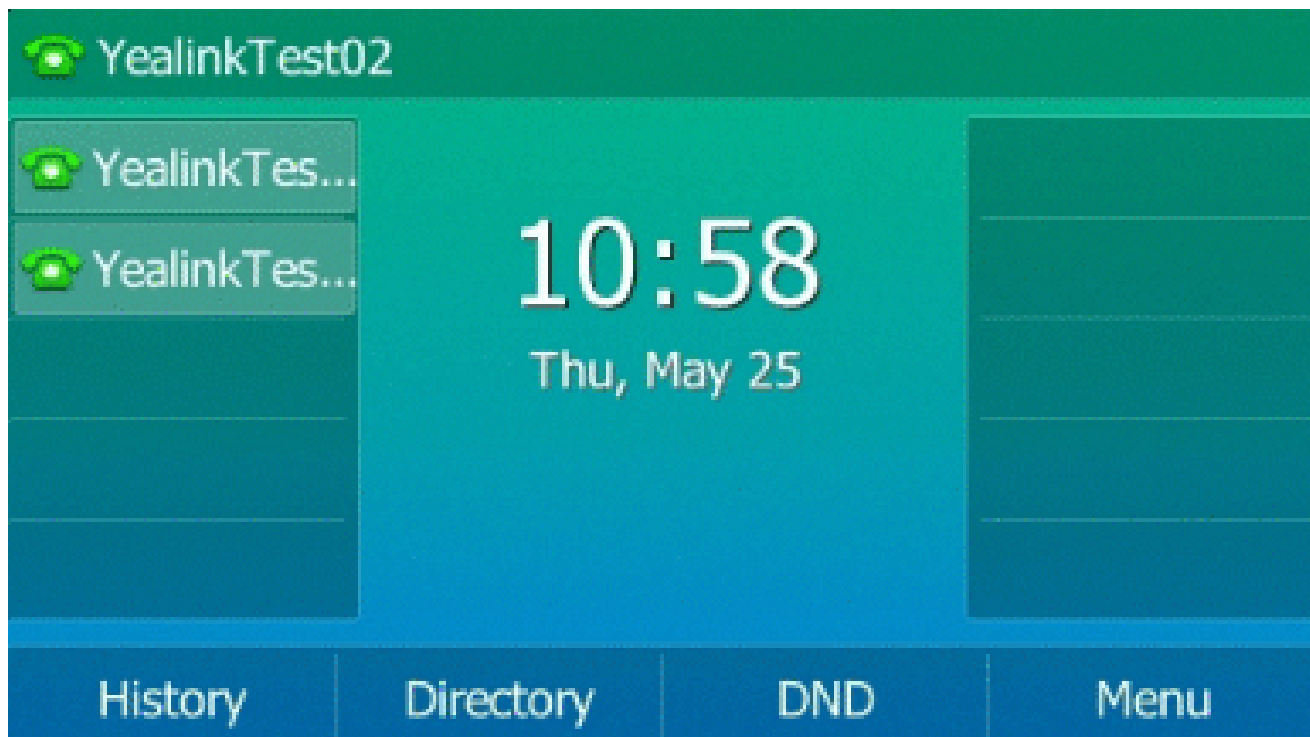 YealinkTest02
YealinkTes...
YealinkTes...
10:58
Thu, May 25
History Directory DND Menu